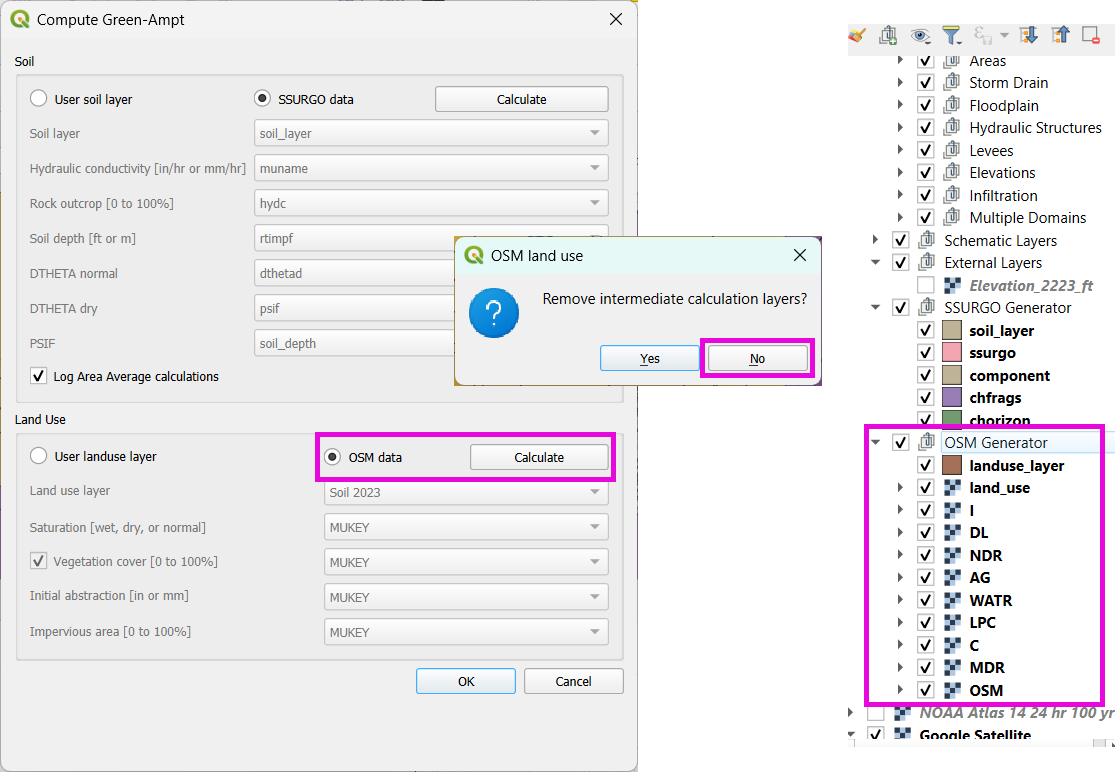 Compute Green-Ampt
Soil
User soil layer
SSURGO data
Calculate
Soil layer
soil_layer
Hydraulic conductivity [in/hr or mm/hr]
muname
Rock outcrop [0 to 100%]
hydc
Soil depth [ft or m]
rtimpf
DTHETA normal
dthetad
DTHETA dry
psif
PSIF
soil_depth
Log Area Average calculations
Land Use
User landuse layer
OSM data
Calculate
Land use layer
Soil 2023
Saturation [wet, dry, or normal]
MUKEY
Vegetation cover [0 to 100%]
MUKEY
Initial abstraction [in or mm]
MUKEY
Impervious area [0 to 100%]
MUKEY
OK
Cancel
OSM land use
Remove intermediate calculation layers?
Yes
No
Areas
Storm Drain
Floodplain
Hydraulic Structures
Levees
Elevations
Infiltration
Multiple Domains
Schematic Layers
External Layers
Elevation_2223_ft
SSURGO Generator
soil_layer
ssurgo
component
chfrags
chorizon
OSM Generator
landuse_layer
land_use
I
DL
NDR
AG
WATR
LPC
C
MDR
OSM
NOAA Atlas 14 24 hr 100 yr
Google Satellite